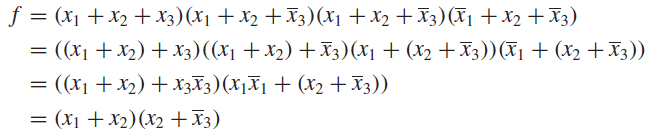 f = (x₁ + x₂ + x₃)(x₁ + x₂ + x̅₃)(x₁ + x₂ + x̅₃)(x̅₁ + x₂ + x̅₃)
= ((x₁ + x₂) + x₃)((x₁ + x₂) + x̅₃)(x₁ + (x₂ + x̅₃))(x̅₁ + (x₂ + x̅₃))
= ((x₁ + x₂) + x₃x̅₃)(x₁x̅₁ + (x₂ + x̅₃))
= (x₁ + x₂)(x₂ + x̅₃)